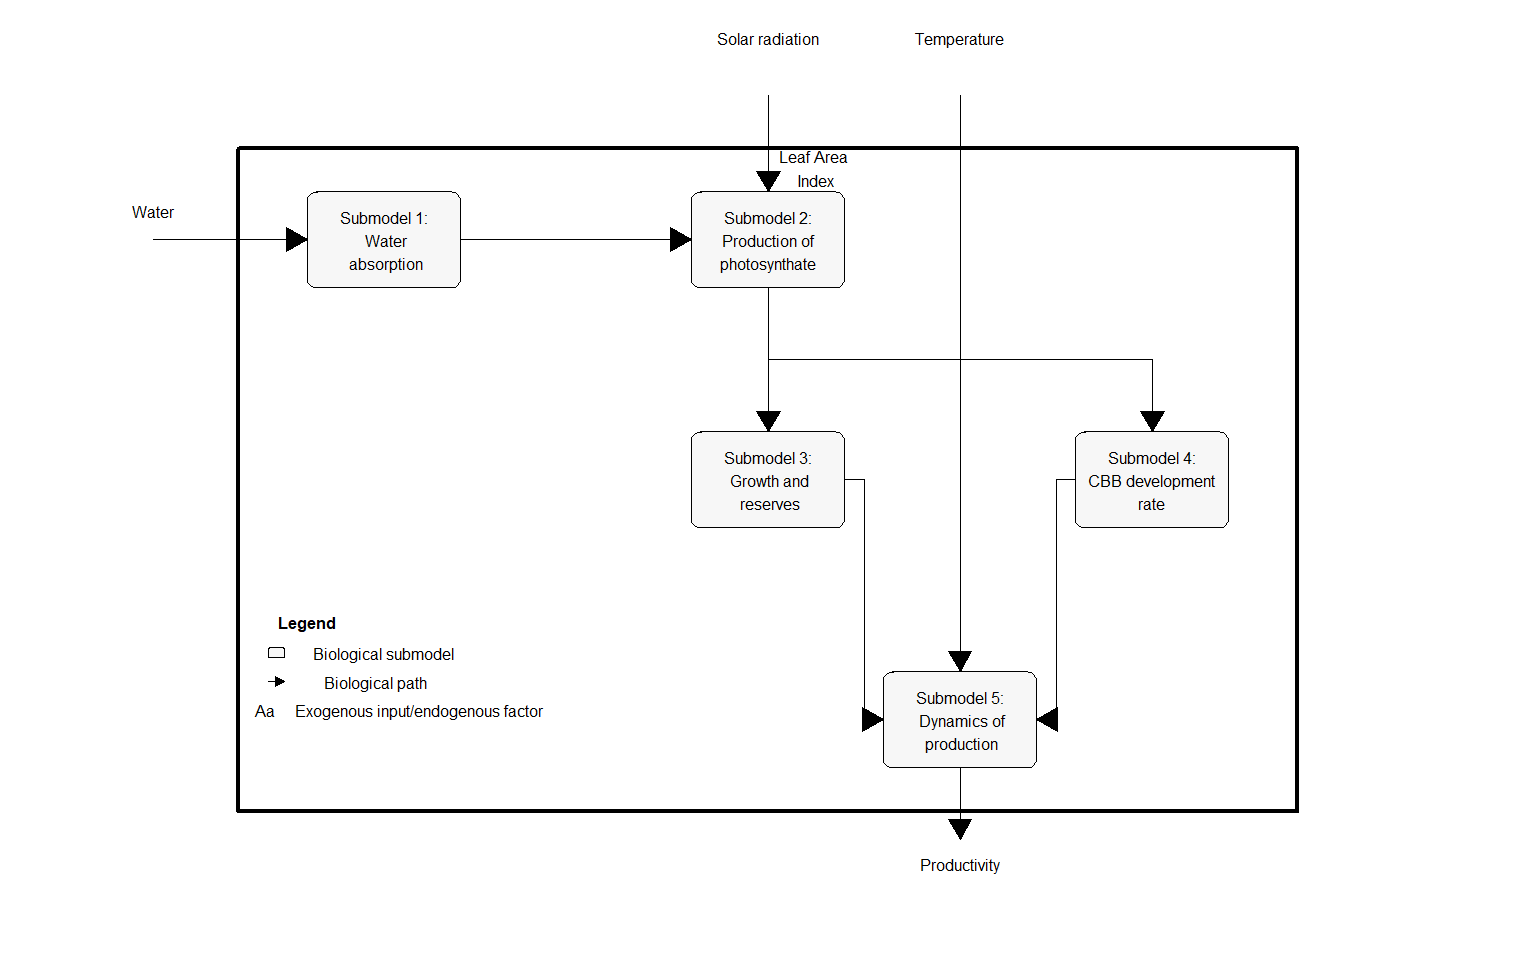 Solar radiation
Temperature
Leaf Area
Index
Water
Submodel 1:
Water
absorption
Submodel 2:
Production of
photosynthate
Submodel 3:
Growth and
reserves
Submodel 4:
CBB development
rate
Legend
Biological submodel
Biological path
Aa Exogenous input/endogenous factor
Submodel 5:
Dynamics of
production
Productivity